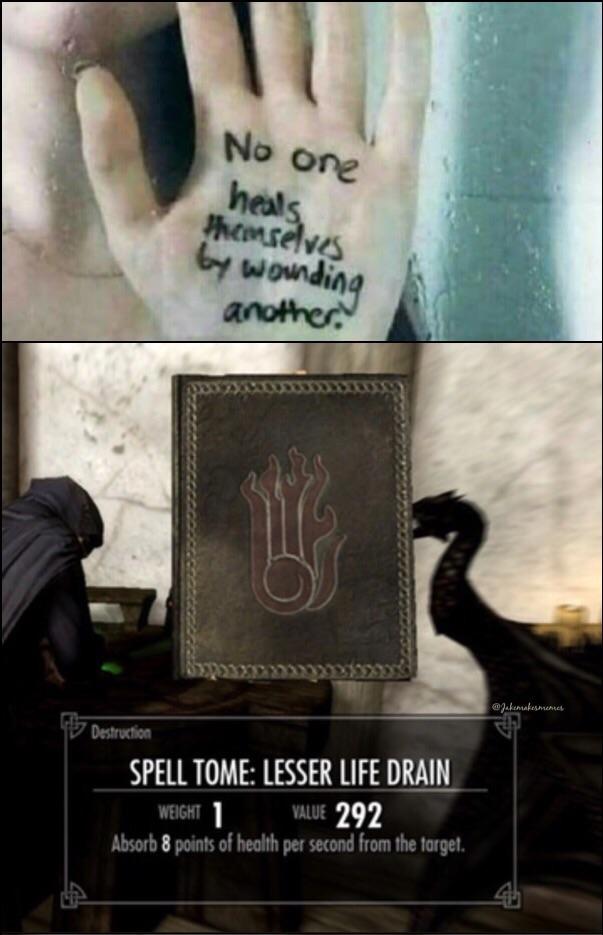 No one
heals
themselves
by wounding
another.
@Jakemakesmemes
Destruction
SPELL TOME: LESSER LIFE DRAIN
WEIGHT 1 VALUE 292
Absorb 8 points of health per second from the target.